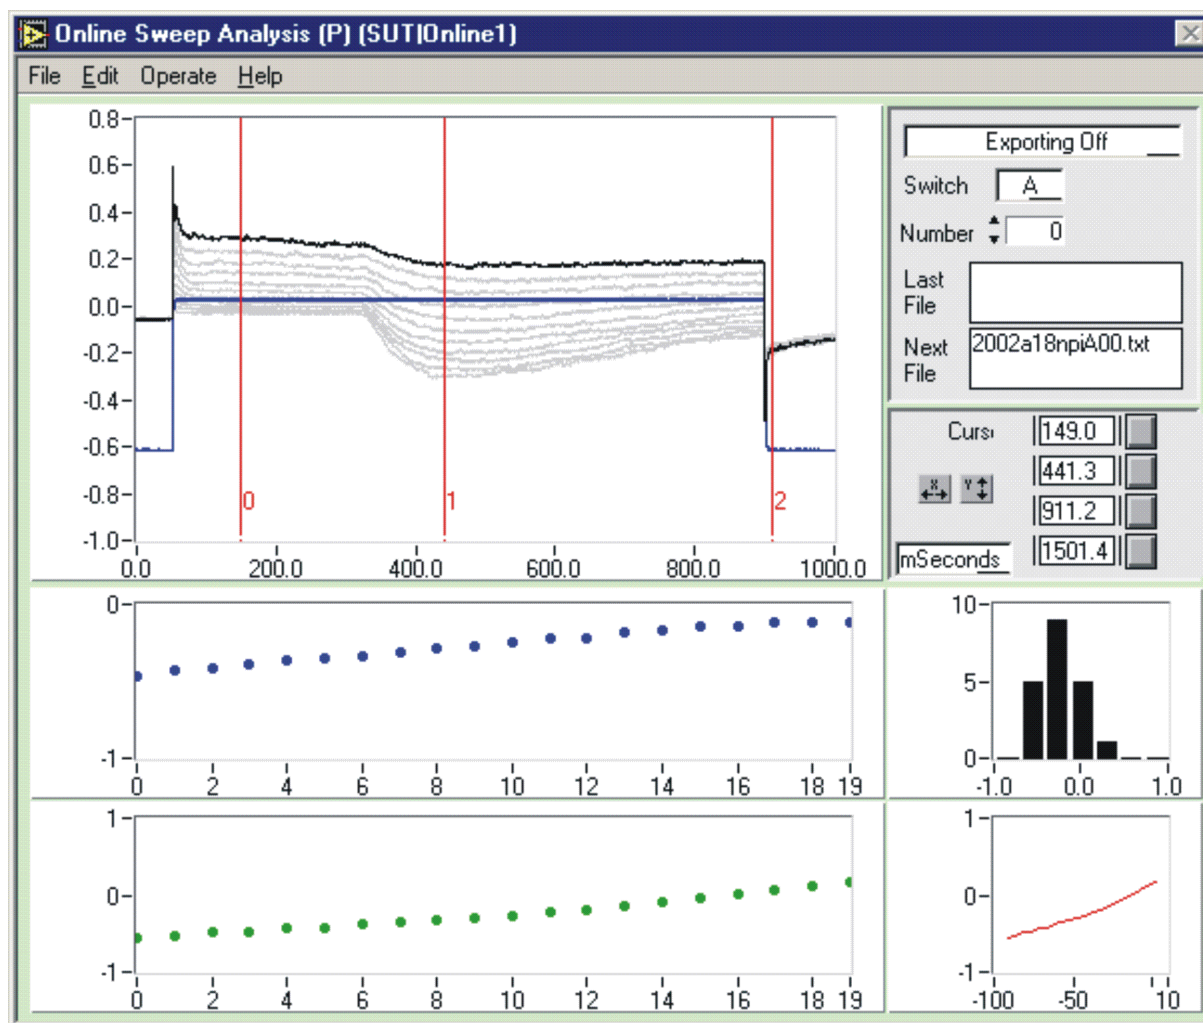 Online Sweep Analysis (P) (SUT|Online1)
File Edit Operate Help
0.8
0.6
0.4
0.2
0.0
-0.2
-0.4
-0.6
-0.8
-1.0
0 1 2
0.0 200.0 400.0 600.0 800.0 1000.0
Exporting Off
Switch A
Number 0
Last
File
Next 2002a18npiA00.txt
File
149.0
441.3
911.2
mSeconds 1501.4
X Y
0
-1
0 2 4 6 8 10 12 14 16 18 19
10
5
0
-1.0 0.0 1.0
1
0
-1
0 2 4 6 8 10 12 14 16 18 19
1
0
-1
-100 -50 10